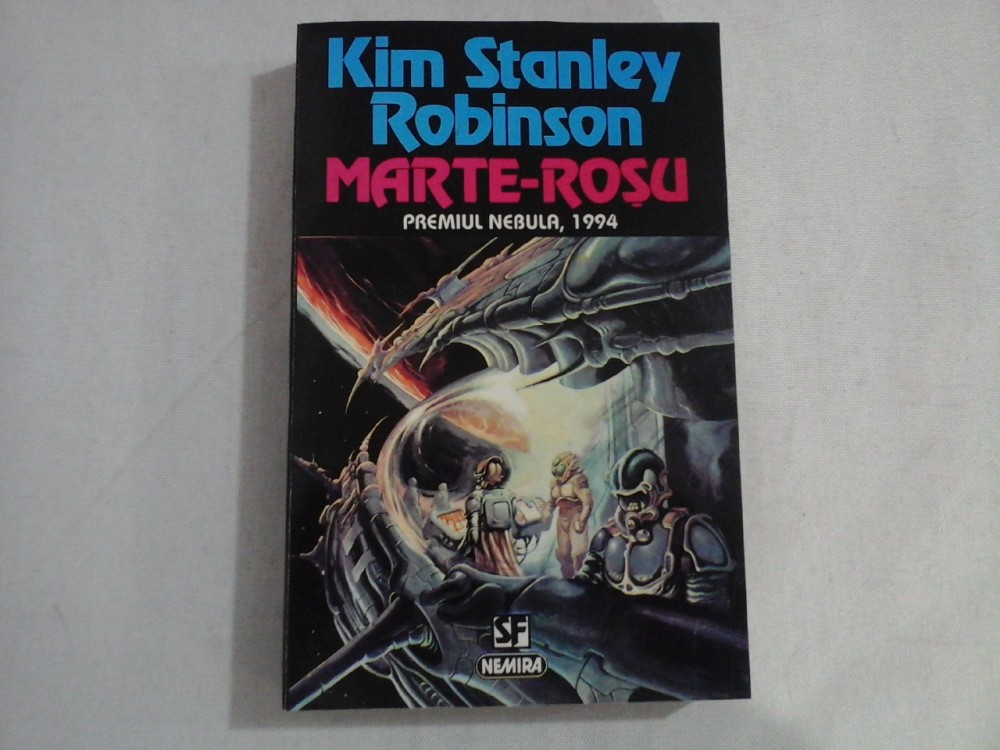 Kim Stanley
Robinson
MARTE-ROȘU
PREMIUL NEBULA, 1994
SF
NEMIRA